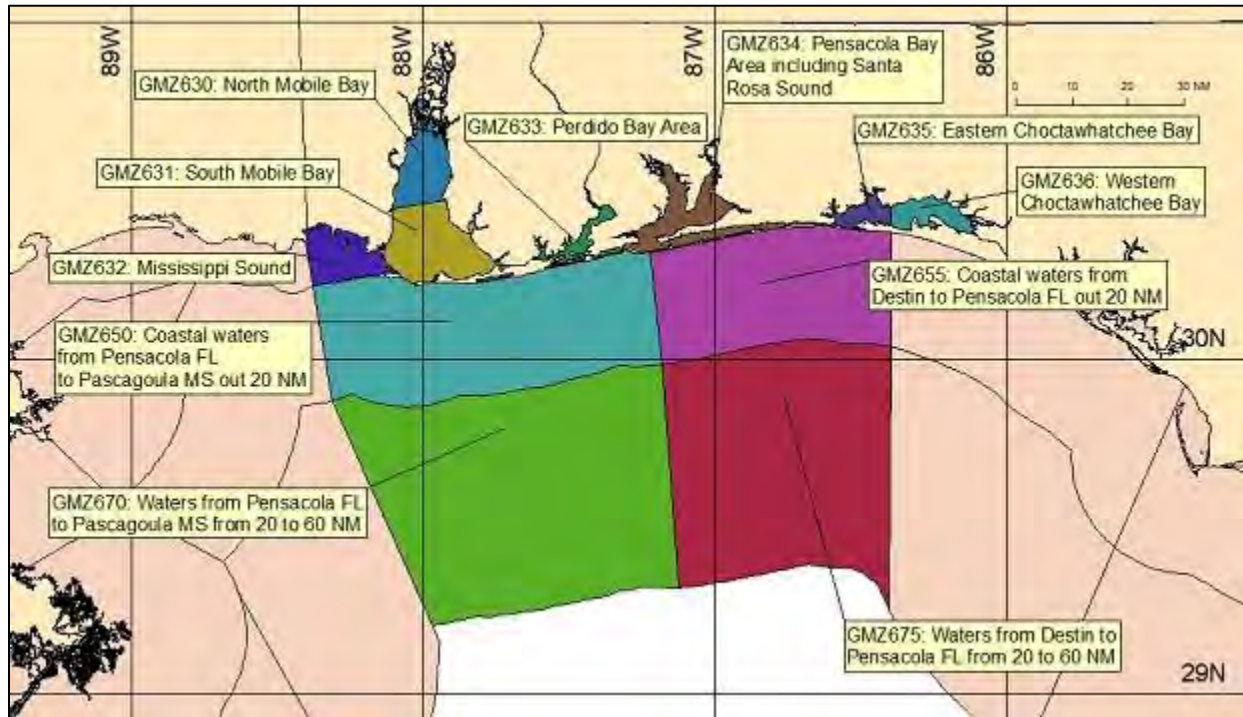 89W
88W
87W
86W
GMZ634: Pensacola Bay
Area including Santa
Rosa Sound
0 10 20 30 NM
GMZ630: North Mobile Bay
GMZ633: Perdido Bay Area
GMZ635: Eastern Choctawhatchee Bay
GMZ631: South Mobile Bay
GMZ636: Western
Choctawhatchee Bay
GMZ632: Mississippi Sound
GMZ655: Coastal waters from
Destin to Pensacola FL out 20 NM
GMZ650: Coastal waters
from Pensacola FL
to Pascagoula MS out 20 NM
30N
GMZ670: Waters from Pensacola FL
to Pascagoula MS from 20 to 60 NM
GMZ675: Waters from Destin to
Pensacola FL from 20 to 60 NM
29N